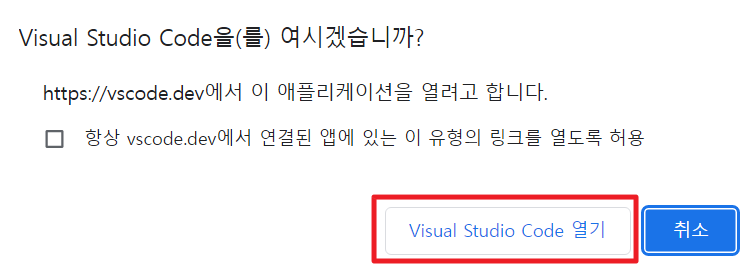 Visual Studio Code을(를) 여시겠습니까?
https://vscode.dev에서 이 애플리케이션을 열려고 합니다.
항상 vscode.dev에서 연결된 앱에 있는 이 유형의 링크를 열도록 허용
Visual Studio Code 열기
취소